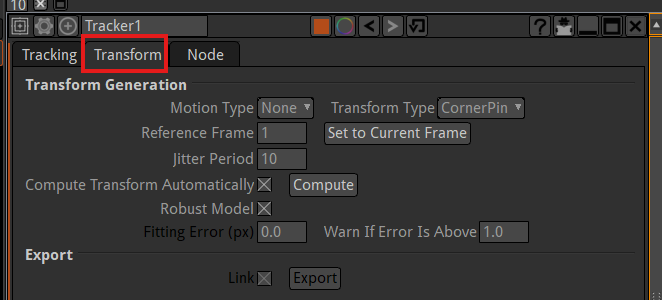 10
Tracker1
?
Tracking Transform Node
Transform Generation
Motion Type None Transform Type CornerPin
Reference Frame 1 Set to Current Frame
Jitter Period 10
Compute Transform Automatically Compute
Robust Model
Fitting Error (px) 0.0 Warn If Error Is Above 1.0
Export
Link Export